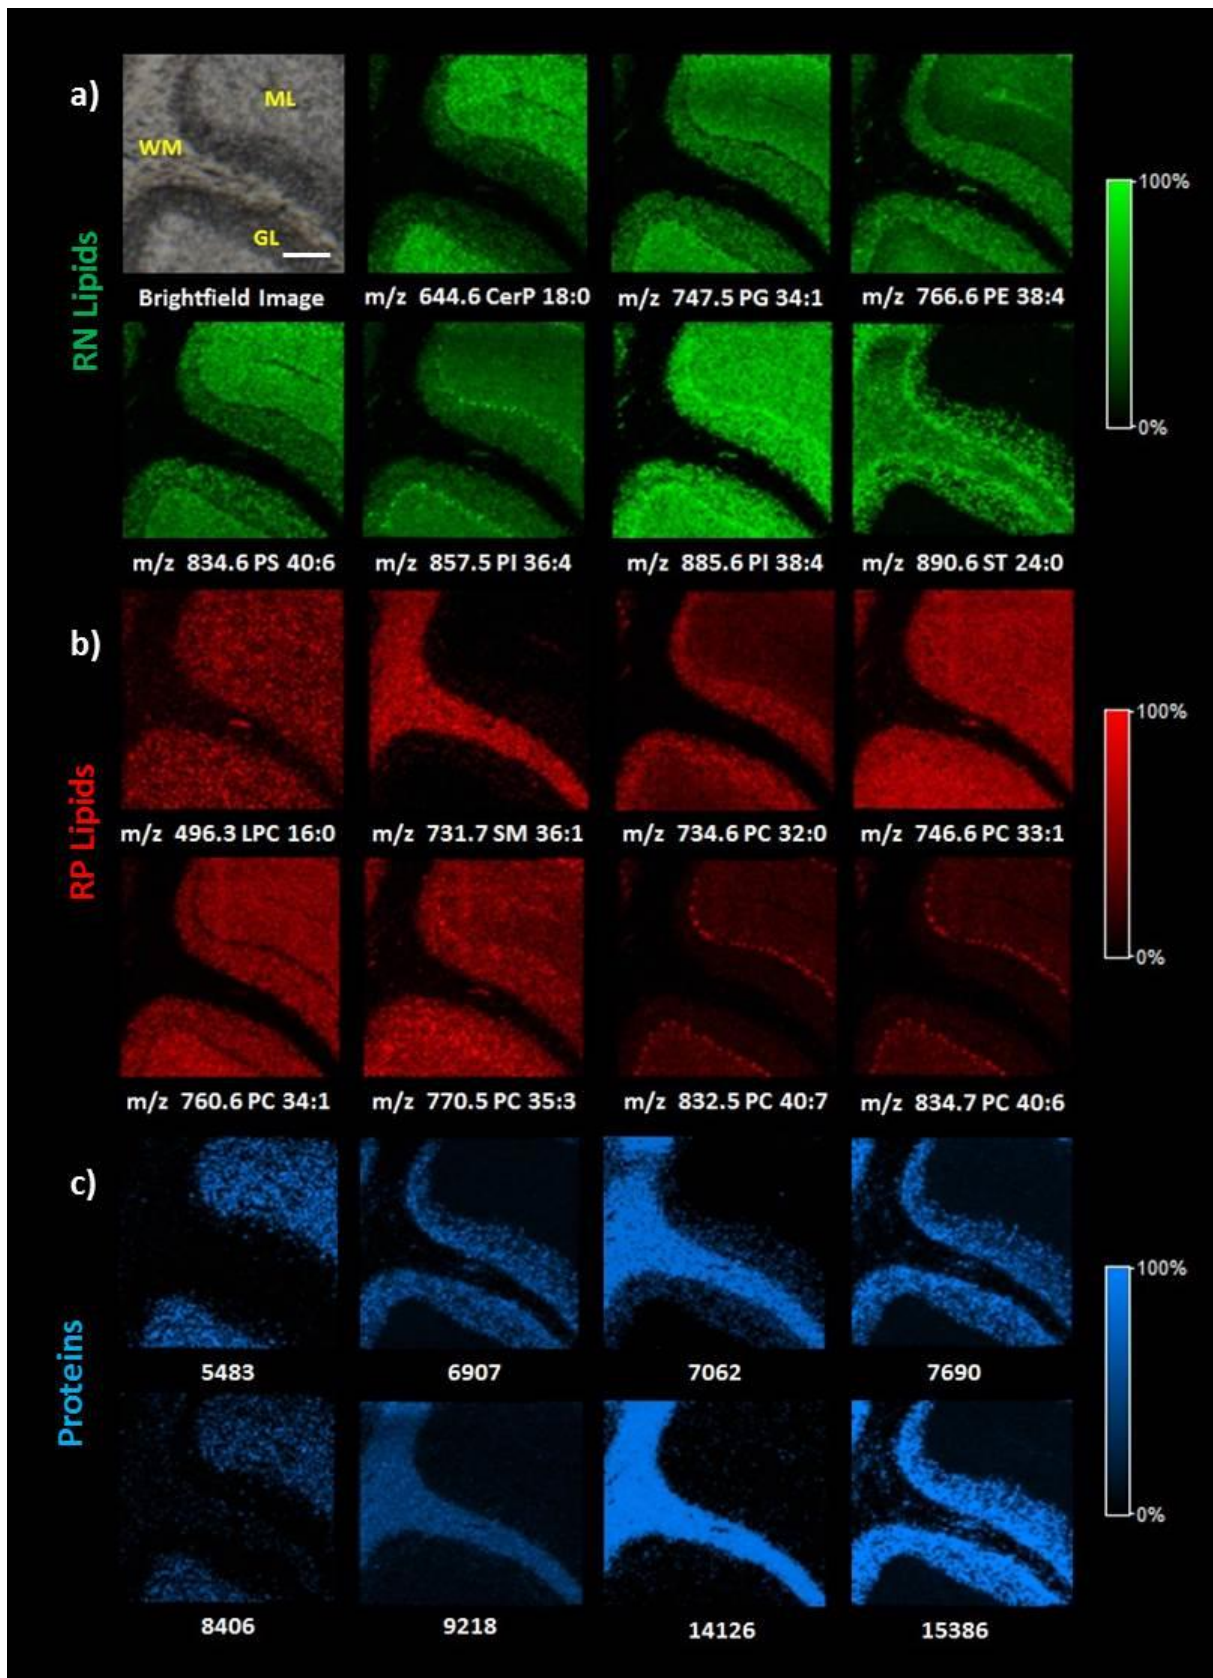 a)
ML
WM
GL
RN Lipids
Brightfield Image
m/z 644.6 CerP 18:0
m/z 747.5 PG 34:1
m/z 766.6 PE 38:4
100%
0%
m/z 834.6 PS 40:6
m/z 857.5 PI 36:4
m/z 885.6 PI 38:4
m/z 890.6 ST 24:0
b)
RP Lipids
m/z 496.3 LPC 16:0
m/z 731.7 SM 36:1
m/z 734.6 PC 32:0
m/z 746.6 PC 33:1
100%
0%
m/z 760.6 PC 34:1
m/z 770.5 PC 35:3
m/z 832.5 PC 40:7
m/z 834.7 PC 40:6
c)
Proteins
5483
6907
7062
7690
100%
0%
8406
9218
14126
15386